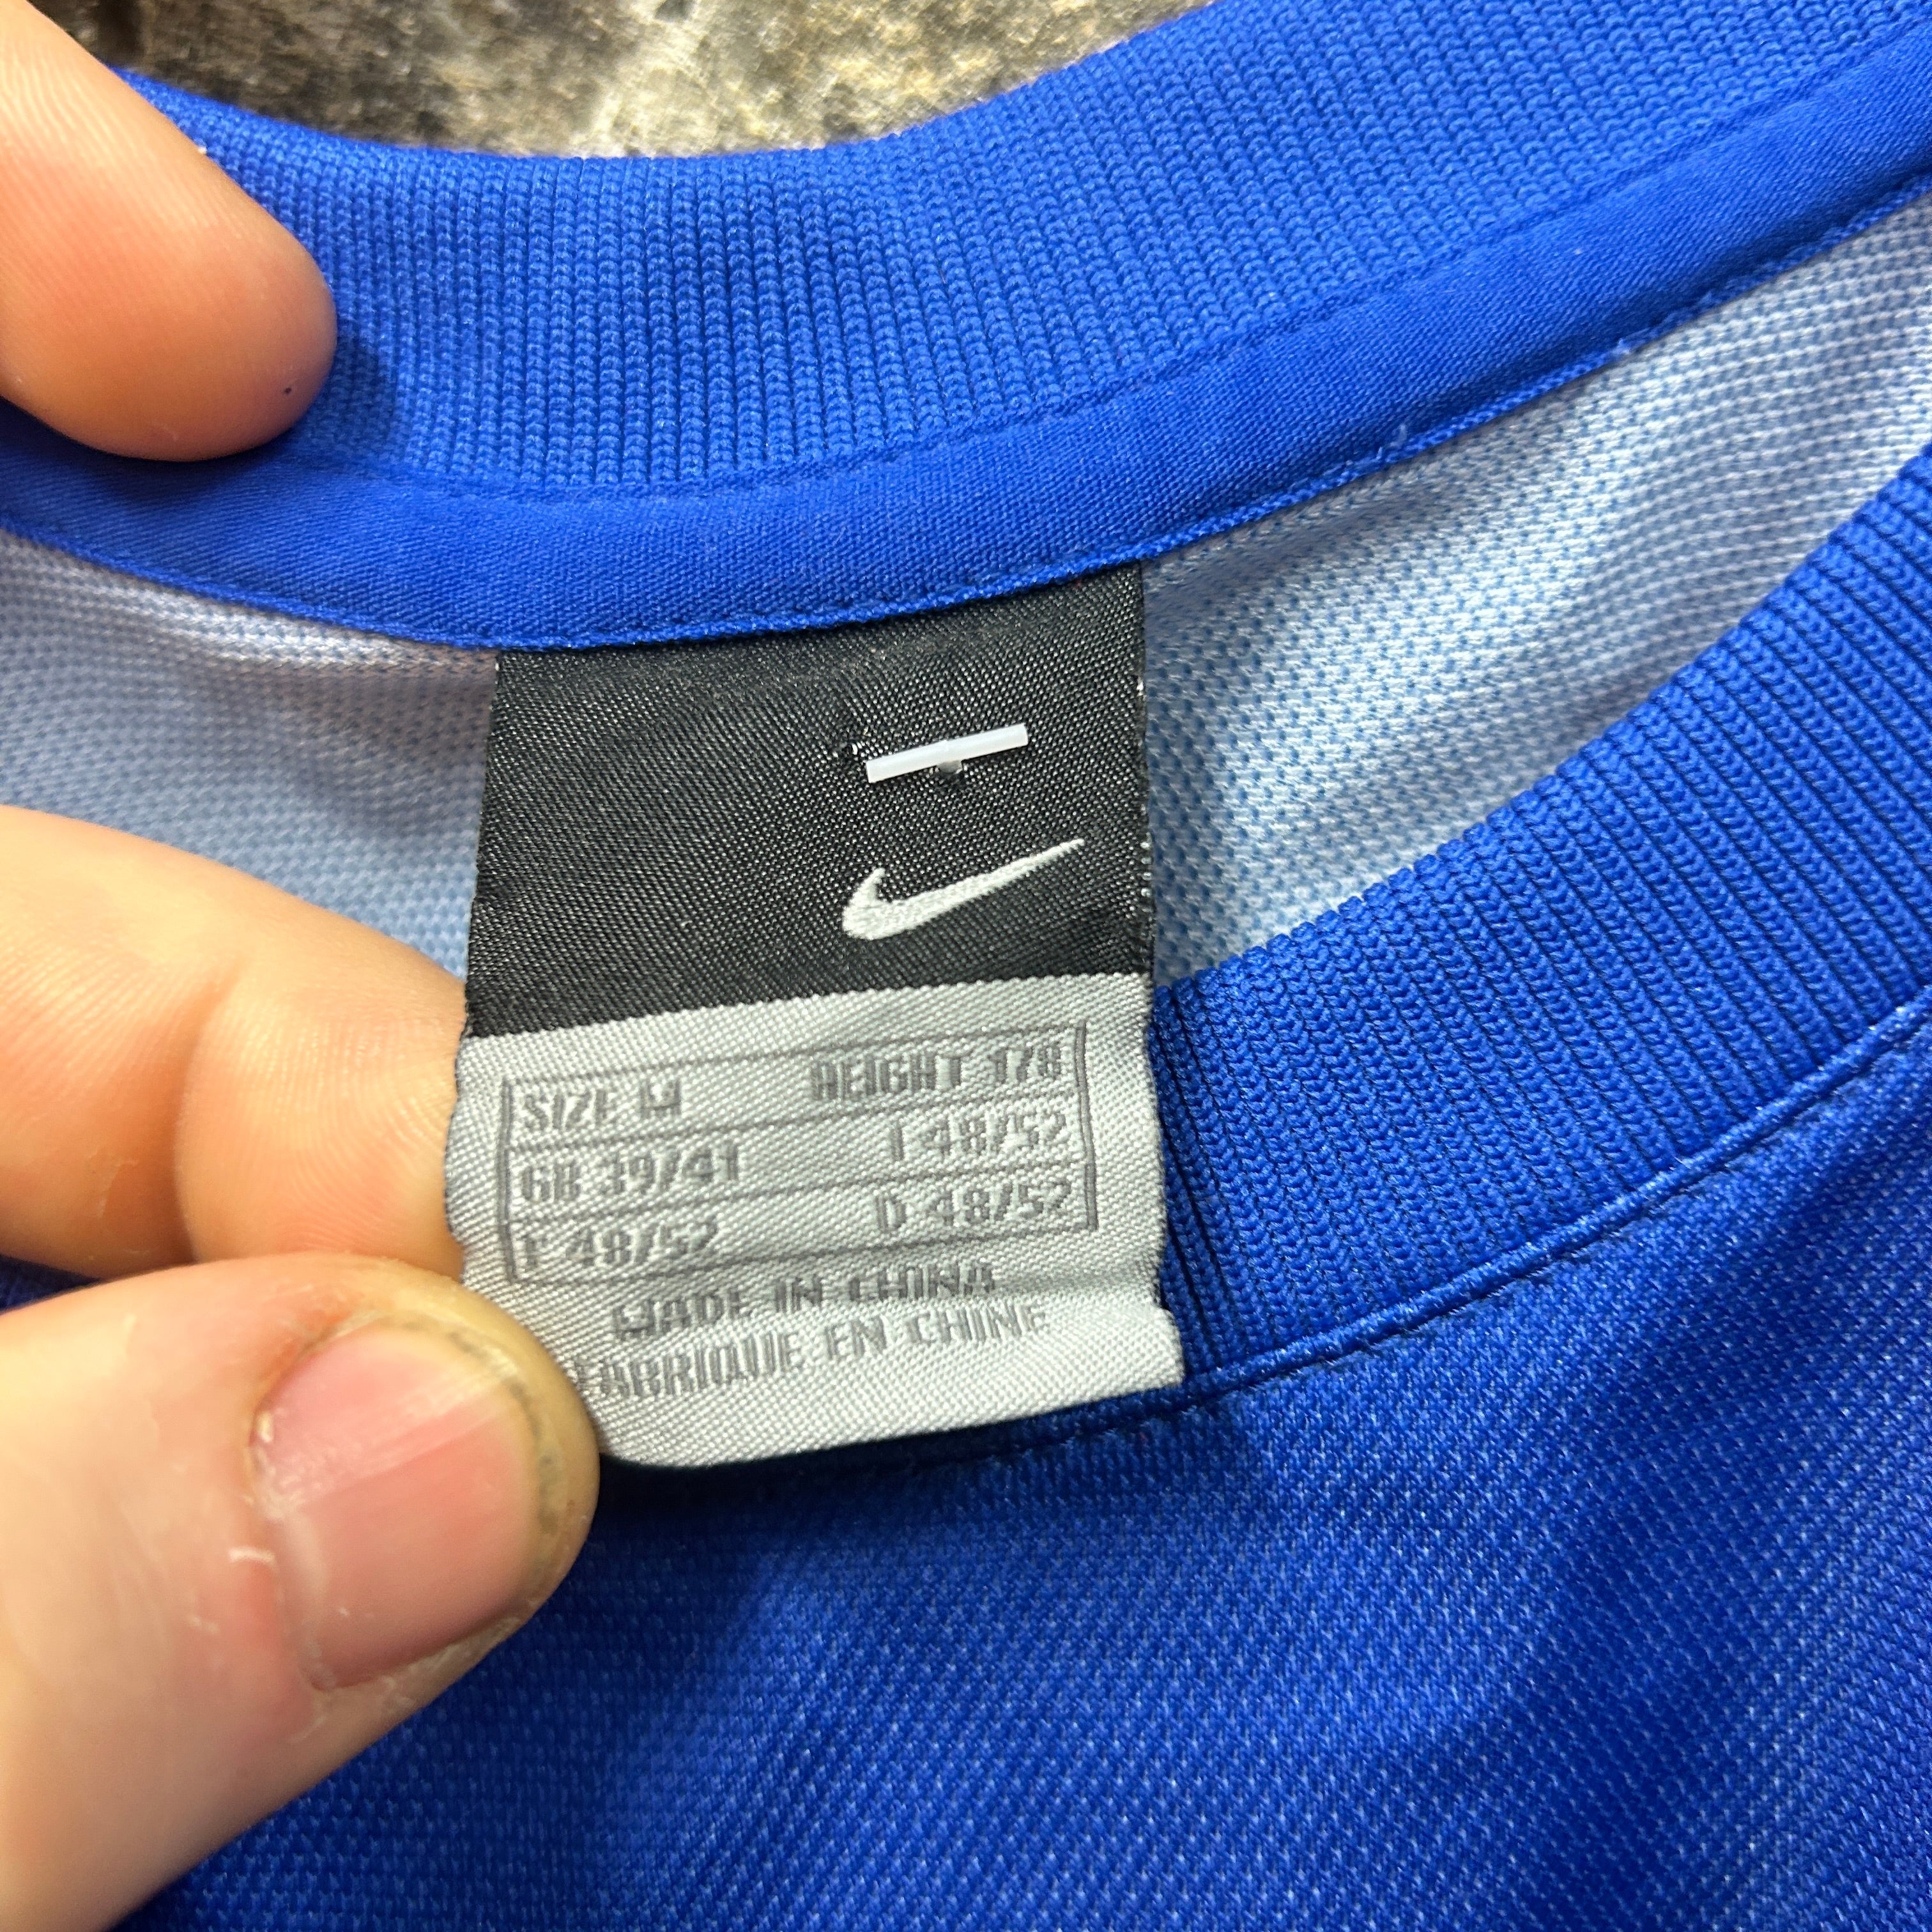 SIZE M HEIGHT 178
GB 39/41 I 48/52
F 48/52 D 48/52
MADE IN CHINA
FABRIQUE EN CHINE